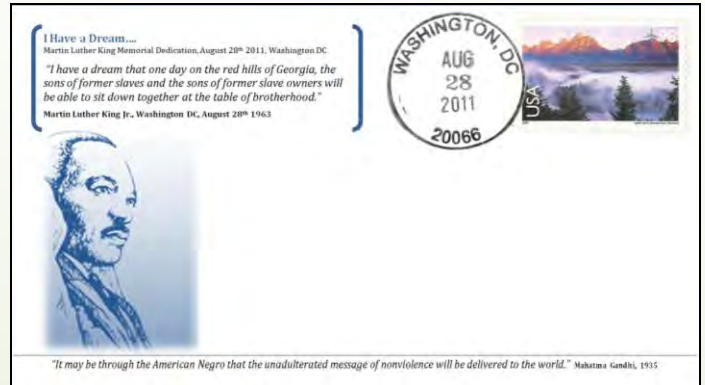 I Have a Dream....
Martin Luther King Memorial Dedication, August 28th 2011, Washington DC
"I have a dream that one day on the red hills of Georgia, the
sons of former slaves and the sons of former slave owners will
be able to sit down together at the table of brotherhood."
Martin Luther King Jr., Washington DC, August 28th 1963
WASHINGTON, DC
AUG
28
2011
20066
USA
"It may be through the American Negro that the unadulterated message of nonviolence will be delivered to the world." Mahatma Gandhi, 1935